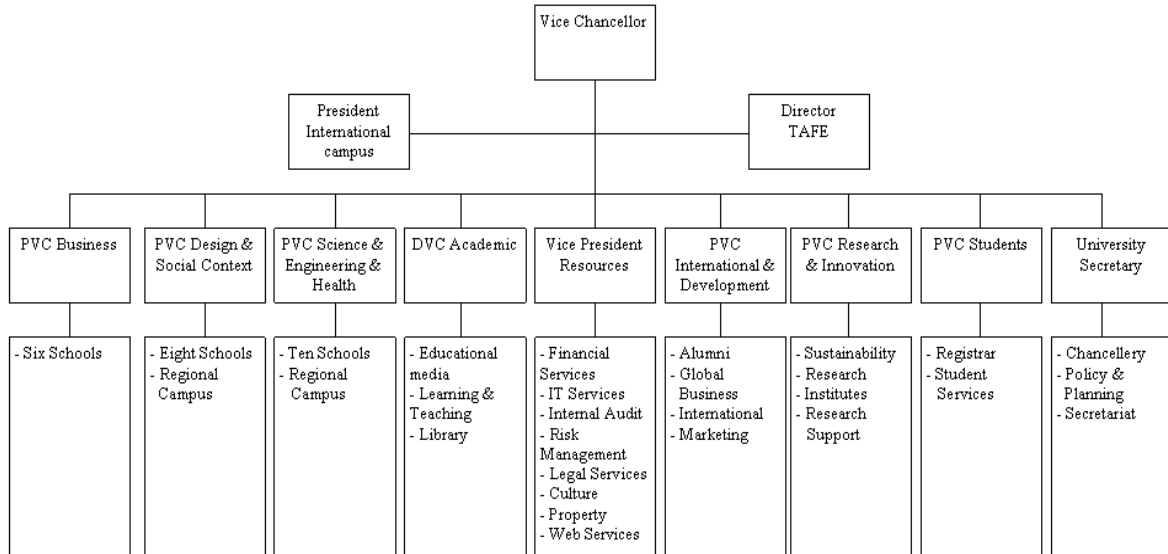 Vice Chancellor
President
International
campus
Director
TAFE
PVC Business
PVC Design &
Social Context
PVC Science &
Engineering &
Health
DVC Academic
Vice President
Resources
PVC
International &
Development
PVC Research
& Innovation
PVC Students
University
Secretary
- Six Schools
- Eight Schools
- Regional
Campus
- Ten Schools
- Regional
Campus
- Educational
media
- Learning &
Teaching
- Library
- Financial
Services
- IT Services
- Internal Audit
- Risk
Management
- Legal Services
- Culture
- Property
- Web Services
- Alumni
- Global
Business
- International
- Marketing
- Sustainability
- Research
- Institutes
- Research
Support
- Registrar
- Student
Services
- Chancellery
- Policy &
Planning
- Secretariat